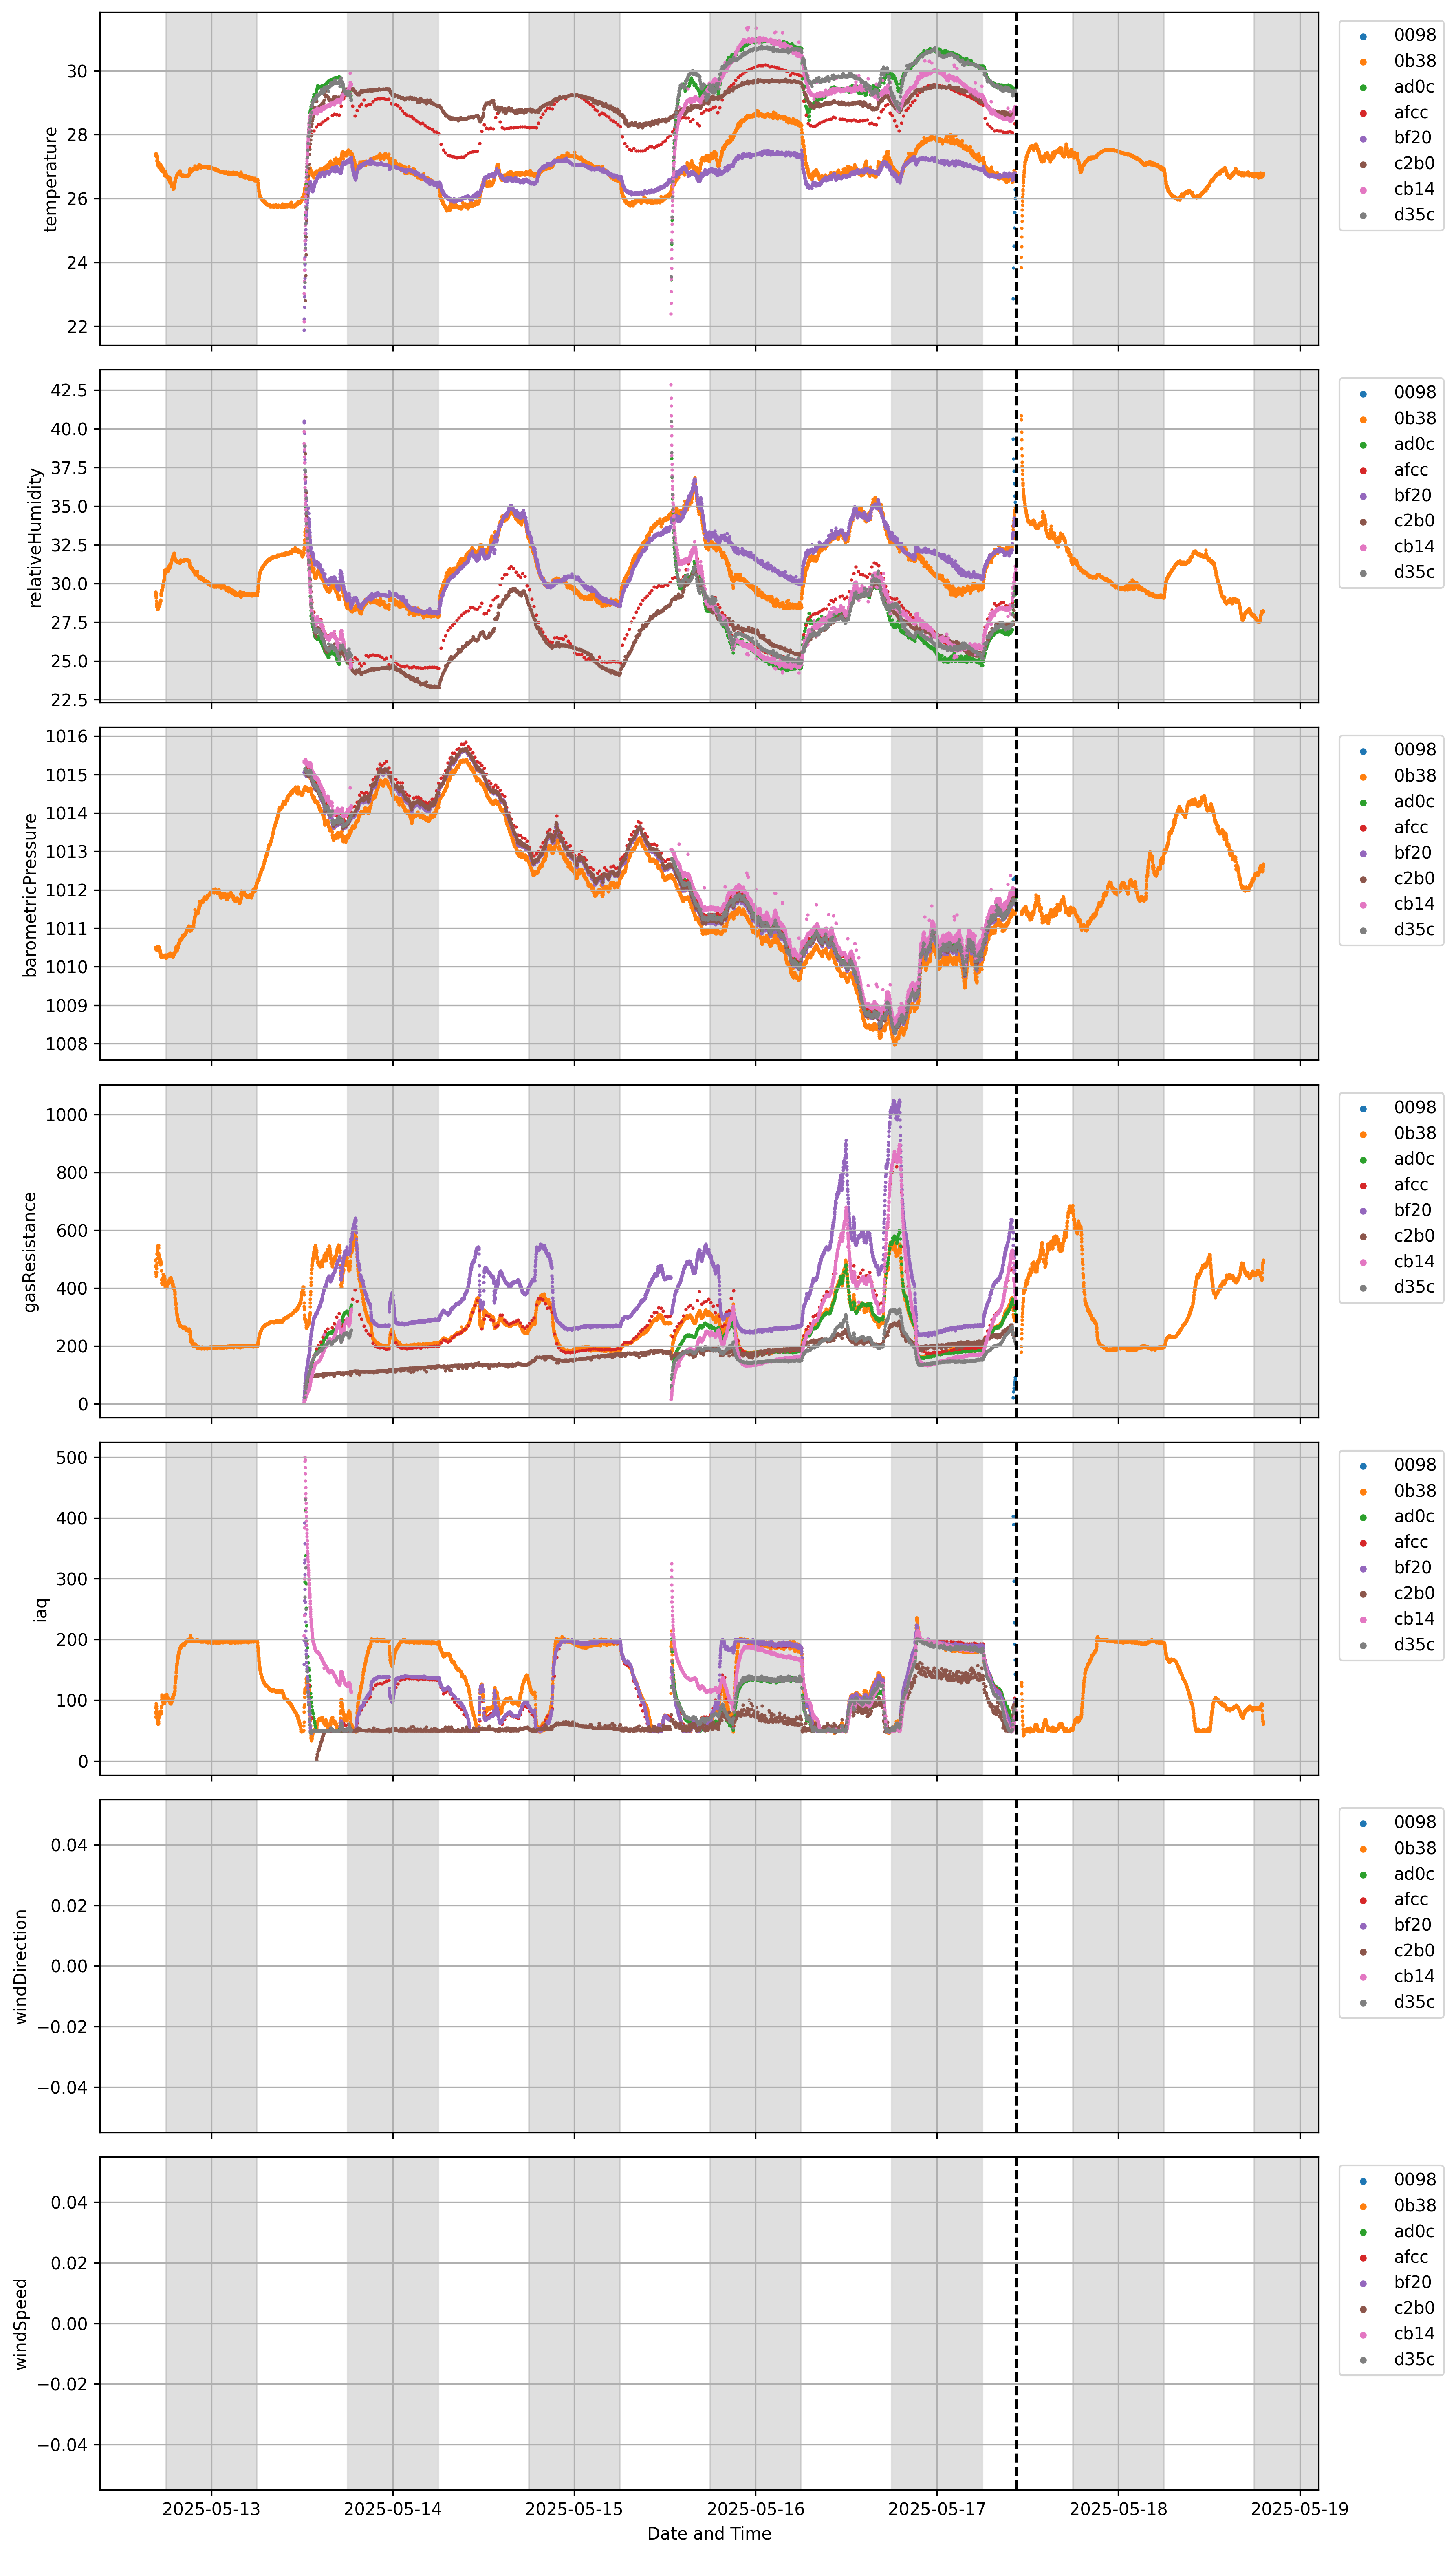 30
28
26
24
22
temperature
0098
0b38
ad0c
afcc
bf20
c2b0
cb14
d35c
42.5
40.0
37.5
35.0
32.5
30.0
27.5
25.0
22.5
relativeHumidity
0098
0b38
ad0c
afcc
bf20
c2b0
cb14
d35c
1016
1015
1014
1013
1012
1011
1010
1009
1008
barometricPressure
0098
0b38
ad0c
afcc
bf20
c2b0
cb14
d35c
1000
800
600
400
200
0
gasResistance
0098
0b38
ad0c
afcc
bf20
c2b0
cb14
d35c
500
400
300
200
100
0
iaq
0098
0b38
ad0c
afcc
bf20
c2b0
cb14
d35c
0.04
0.02
0.00
−0.02
−0.04
windDirection
0098
0b38
ad0c
afcc
bf20
c2b0
cb14
d35c
0.04
0.02
0.00
−0.02
−0.04
windSpeed
0098
0b38
ad0c
afcc
bf20
c2b0
cb14
d35c
2025-05-13 2025-05-14 2025-05-15 2025-05-16 2025-05-17 2025-05-18 2025-05-19
Date and Time